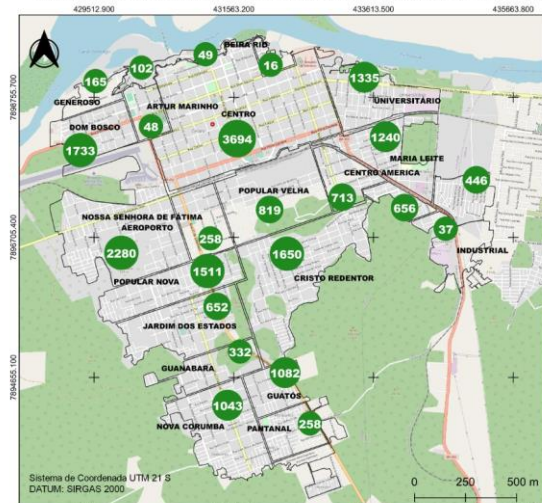 429512.900 431563.200 433613.500 435663.800
7898755.700
7896705.400
7894655.100
49
BEIRA RIO
102
16
165
1335
GENEROSO
ARTUR MARINHO
UNIVERSITÁRIO
CENTRO
DOM BOSCO
48
3694
1240
1733
MARIA LEITE
CENTRO AMERICA
446
POPULAR VELHA
713
819
656
NOSSA SENHORA DE FÁTIMA
AEROPORTO
258
37
2280
1650
INDUSTRIAL
1511
POPULAR NOVA
CRISTO REDENTOR
652
JARDIM DOS ESTADOS
332
GUANABARA
1082
GUATÓS
1043
258
NOVA CORUMBA
PANTANAL
Sistema de Coordenada UTM 21 S
DATUM: SIRGAS 2000
0 250 500 m